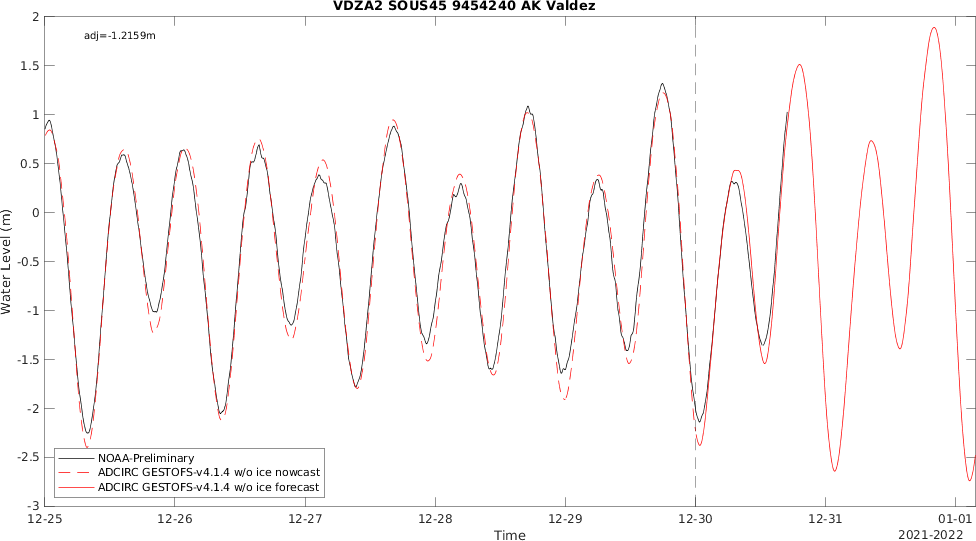 VDZA2 SOUS45 9454240 AK Valdez
adj=-1.2159m
2
1.5
1
0.5
0
-0.5
-1
-1.5
-2
-2.5
-3
Water Level (m)
NOAA-Preliminary
ADCIRC GESTOFS-v4.1.4 w/o ice nowcast
ADCIRC GESTOFS-v4.1.4 w/o ice forecast
12-25 12-26 12-27 12-28 12-29 12-30 12-31 01-01
Time
2021-2022